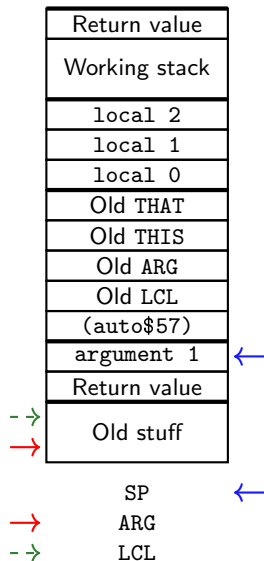 Return value
Working stack
local 2
local 1
local 0
Old THAT
Old THIS
Old ARG
Old LCL
(auto$57)
argument 1
Return value
Old stuff
SP
ARG
LCL